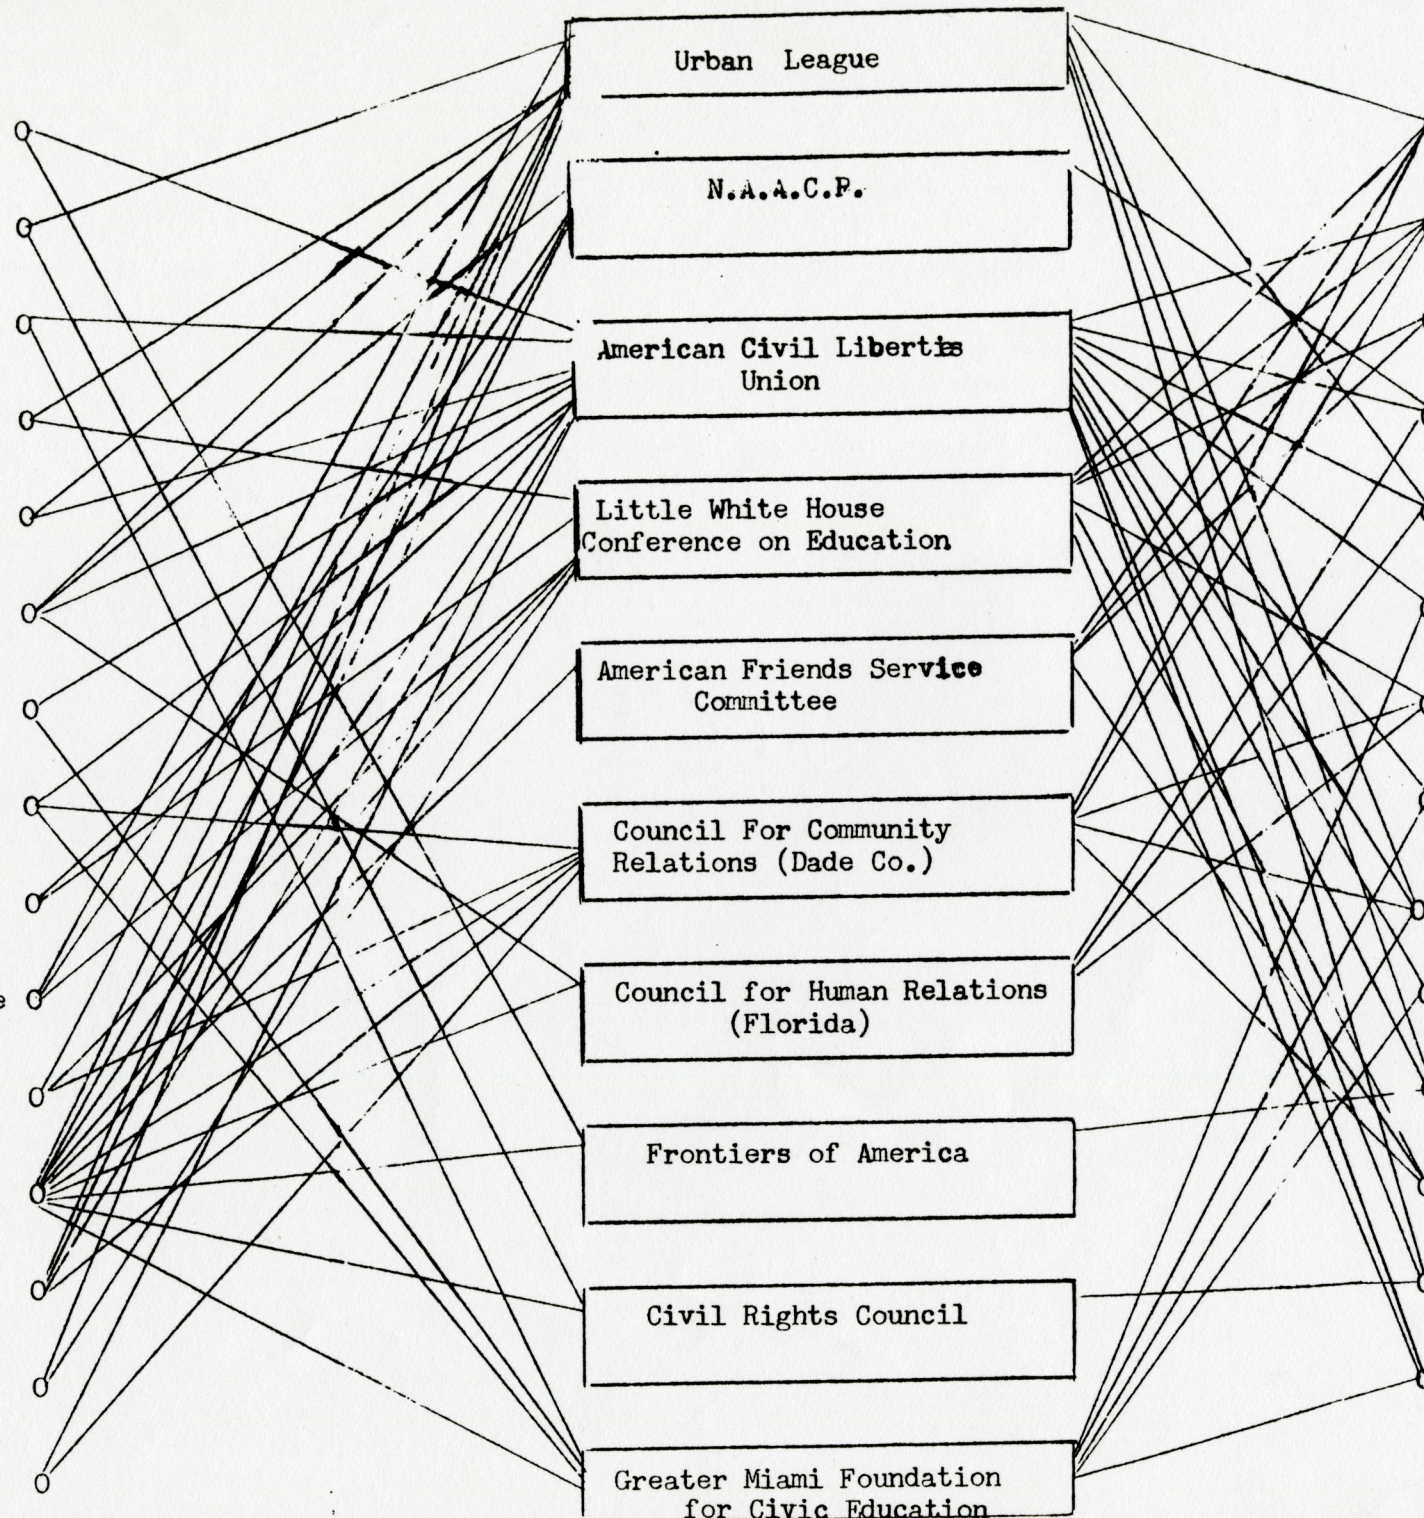 Urban League
N.A.A.C.P.
American Civil Liberties
Union
Little White House
Conference on Education
American Friends Service
Committee
Council For Community
Relations (Dade Co.)
Council for Human Relations
(Florida)
Frontiers of America
Civil Rights Council
Greater Miami Foundation
for Civic Education